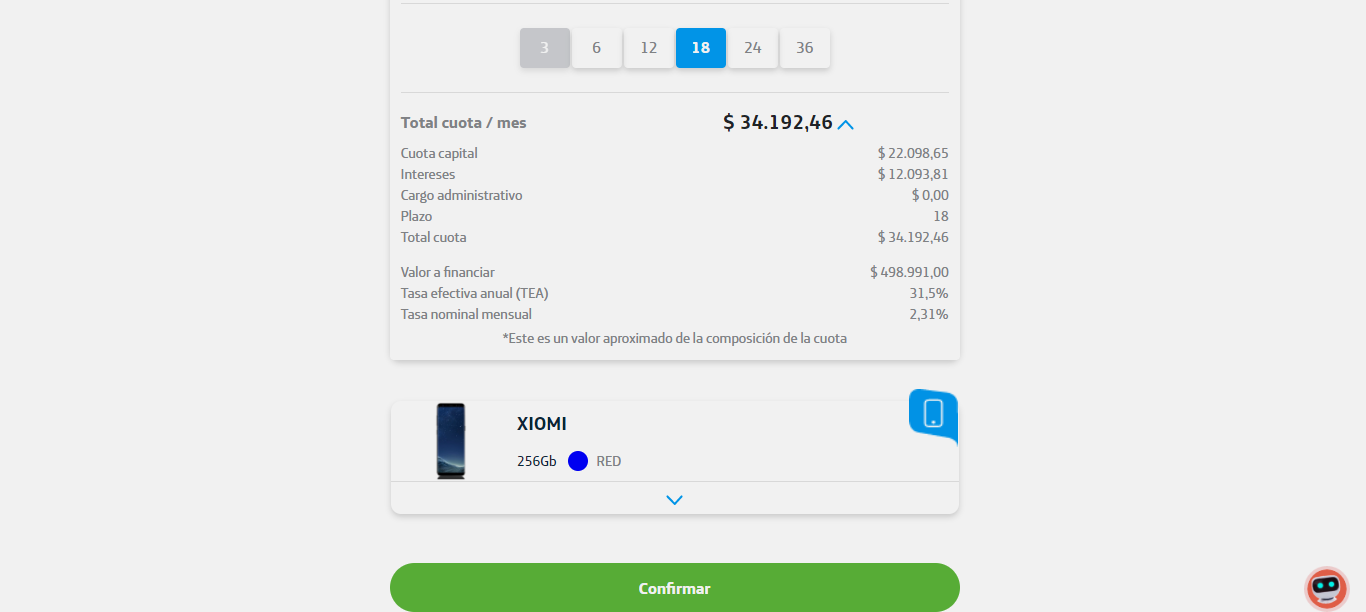 3 6 12 18 24 36
Total cuota / mes $ 34.192,46
Cuota capital $ 22.098,65
Intereses $ 12.093,81
Cargo administrativo $ 0,00
Plazo 18
Total cuota $ 34.192,46
Valor a financiar $ 498.991,00
Tasa efectiva anual (TEA) 31,5%
Tasa nominal mensual 2,31%
*Este es un valor aproximado de la composición de la cuota
XIOMI
256Gb RED
Confirmar